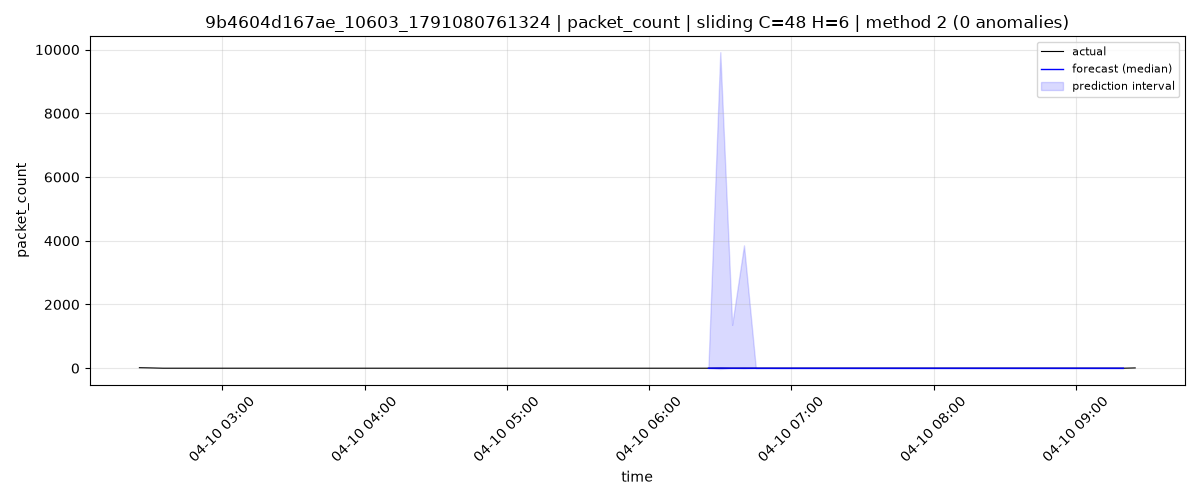 9b4604d167ae_10603_1791080761324 | packet_count | sliding C=48 H=6 | method 2 (0 anomalies)
actual
forecast (median)
prediction interval
10000
8000
6000
4000
2000
0
packet_count
04-10 03:00
04-10 04:00
04-10 05:00
04-10 06:00
04-10 07:00
04-10 08:00
04-10 09:00
time